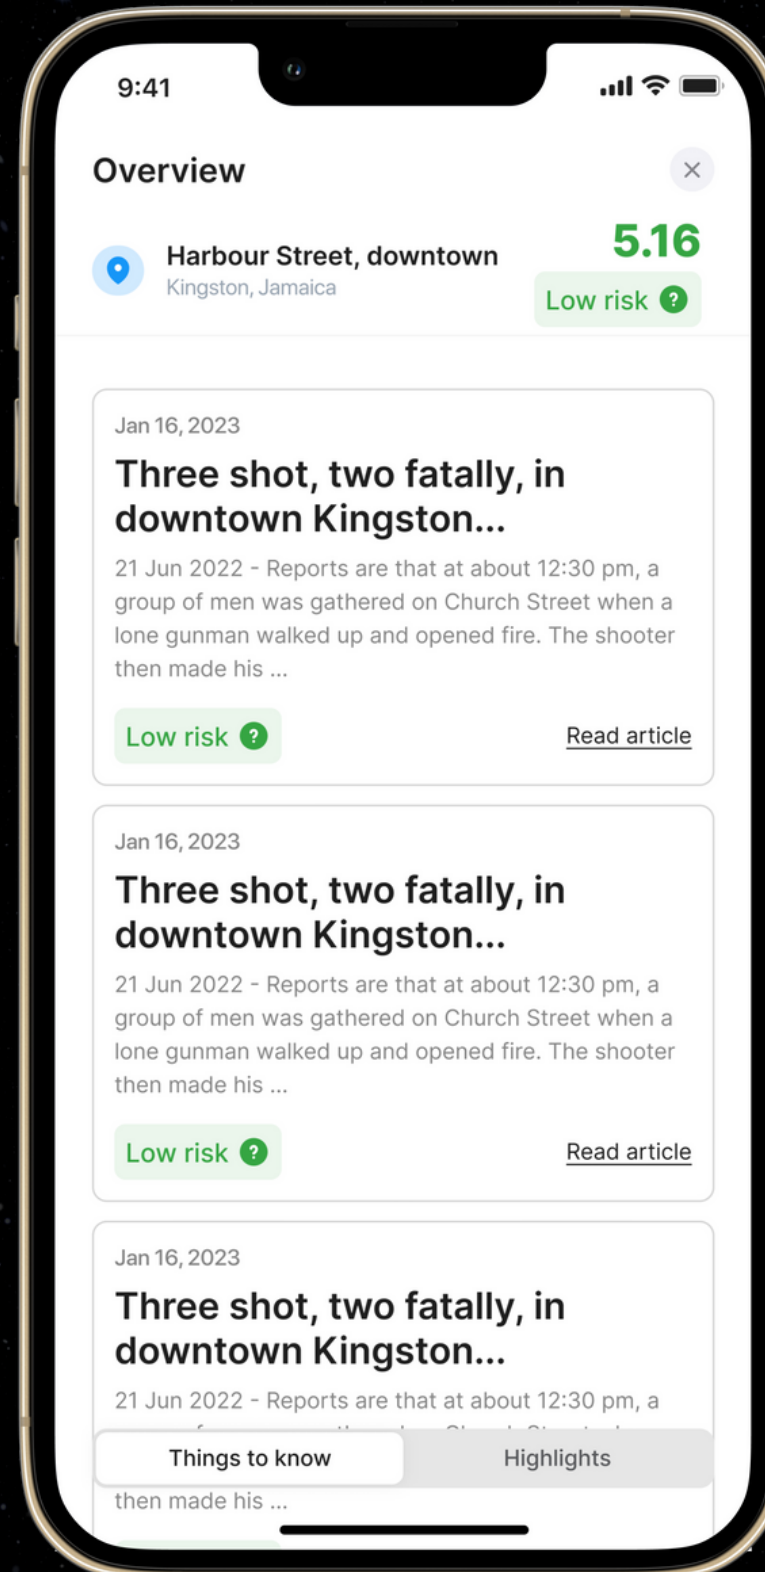 9:41
Overview
Harbour Street, downtown
Kingston, Jamaica
5.16
Low risk ?
Jan 16, 2023
Three shot, two fatally, in
downtown Kingston...
21 Jun 2022 - Reports are that at about 12:30 pm, a
group of men was gathered on Church Street when a
lone gunman walked up and opened fire. The shooter
then made his ...
Low risk ?
Read article
Jan 16, 2023
Three shot, two fatally, in
downtown Kingston...
21 Jun 2022 - Reports are that at about 12:30 pm, a
group of men was gathered on Church Street when a
lone gunman walked up and opened fire. The shooter
then made his ...
Low risk ?
Read article
Jan 16, 2023
Three shot, two fatally, in
downtown Kingston...
21 Jun 2022 - Reports are that at about 12:30 pm, a
Things to know
Highlights
then made his ...